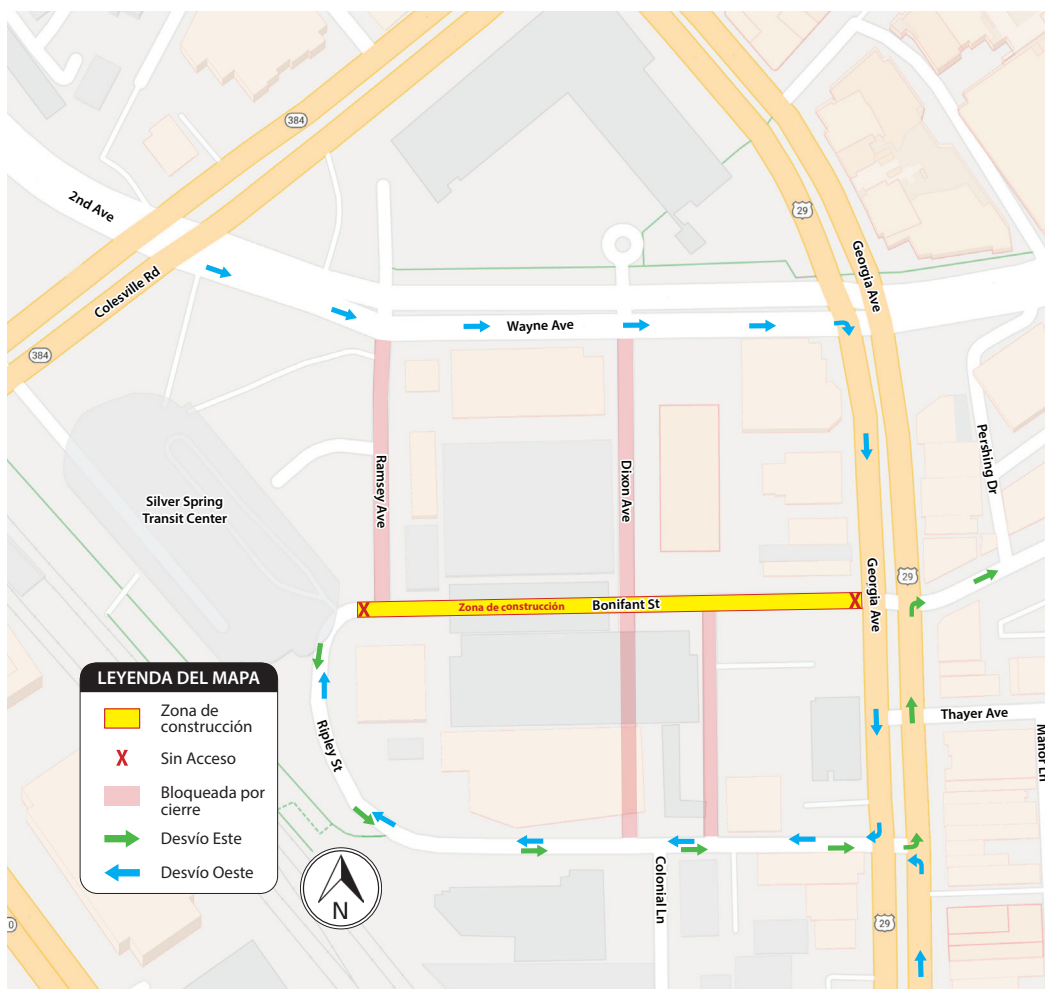 384
2nd Ave
29
Georgia Ave
Colesville Rd
Wayne Ave
384
Pershing Dr
Ramsey Ave
Dixon Ave
Silver Spring
Transit Center
29
Georgia Ave
Zona de construcción
Bonifant St
X
X
LEYENDA DEL MAPA
Zona de
construcción
X
Sin Acceso
Bloqueada por
cierre
Desvío Este
Desvío Oeste
Ripley St
Thayer Ave
Manor Ln
N
Colonial Ln
29